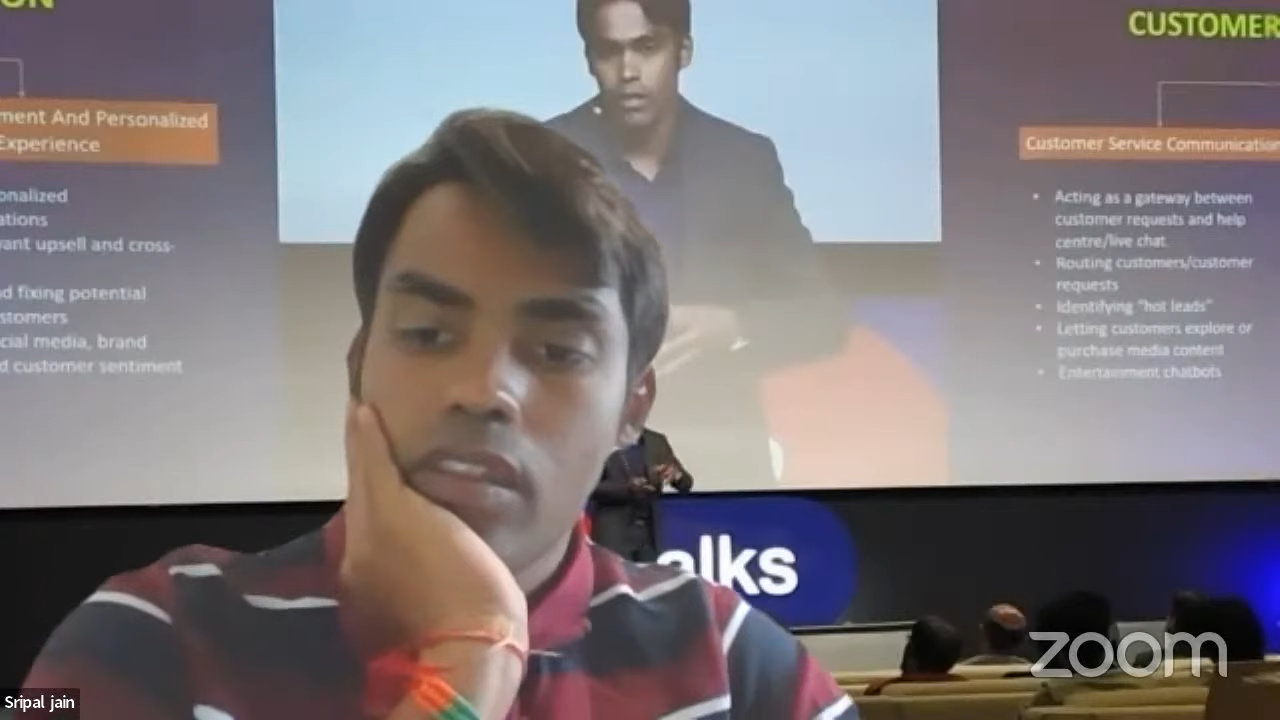 ON
ment And Personalized
Experience
onalized
ations
vant upsell and cross-
d fixing potential
stomers
cial media, brand
d customer sentiment
CUSTOMER
Customer Service Communication
• Acting as a gateway between
customer requests and help
centre/live chat.
• Routing customers/customer
requests
• Identifying "hot leads"
• Letting customers explore or
purchase media content
• Entertainment chatbots
alks
zoom
Sripal jain